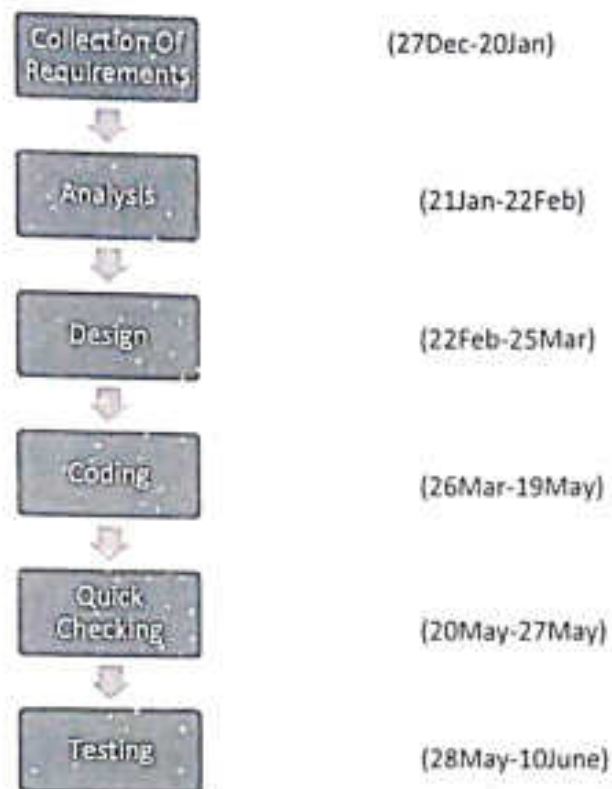 Collection Of
Requirements
(27Dec-20Jan)
Analysis
(21Jan-22Feb)
Design
(22Feb-25Mar)
Coding
(26Mar-19May)
Quick
Checking
(20May-27May)
Testing
(28May-10June)